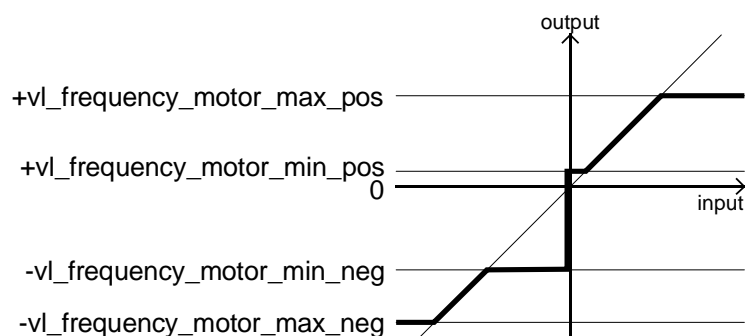 output
+vl_frequency_motor_max_pos
+vl_frequency_motor_min_pos
0
input
-vl_frequency_motor_min_neg
-vl_frequency_motor_max_neg